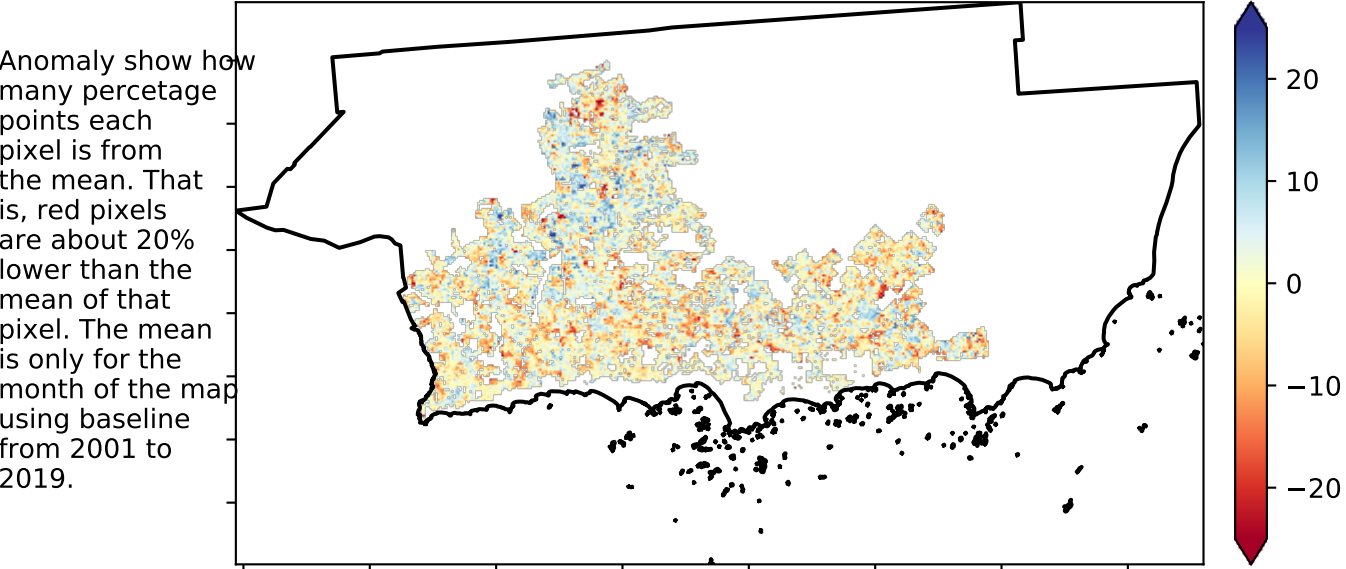 Anomaly show how
many percetage
points each
pixel is from
the mean. That
is, red pixels
are about 20%
lower than the
mean of that
pixel. The mean
is only for the
month of the map
using baseline
from 2001 to
2019.
20
10
0
−10
−20